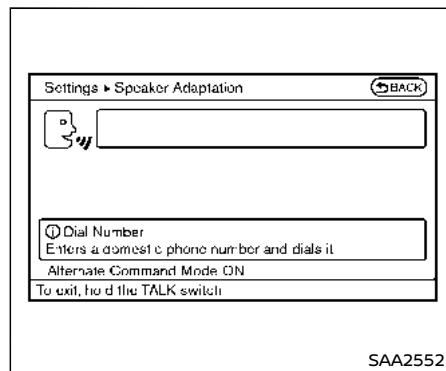 Settings ▸ Speaker Adaptation
BACK
Dial Number
Enters a domestic phone number and dials it
Alternate Command Mode ON
To exit, hold the TALK switch
SAA2552